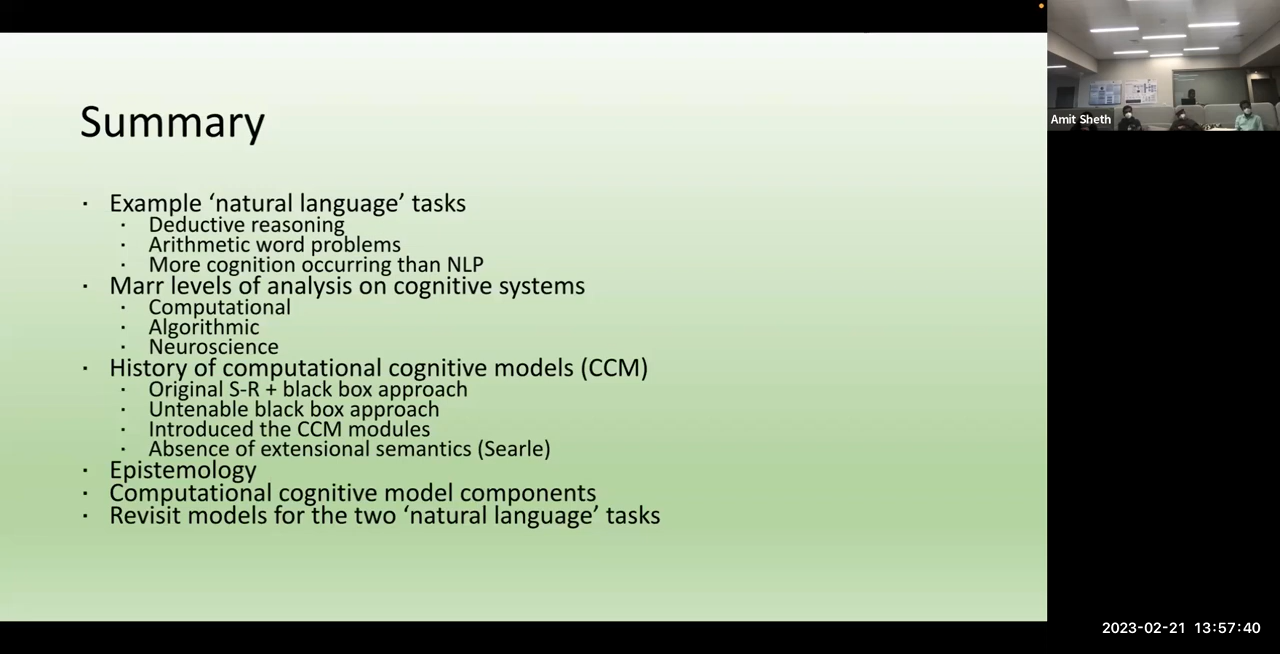 Summary
· Example ‘natural language’ tasks
· Deductive reasoning
· Arithmetic word problems
· More cognition occurring than NLP
· Marr levels of analysis on cognitive systems
· Computational
· Algorithmic
· Neuroscience
· History of computational cognitive models (CCM)
· Original S-R + black box approach
· Untenable black box approach
· Introduced the CCM modules
· Absence of extensional semantics (Searle)
· Epistemology
· Computational cognitive model components
· Revisit models for the two ‘natural language’ tasks
Amit Sheth
2023-02-21 13:57:40